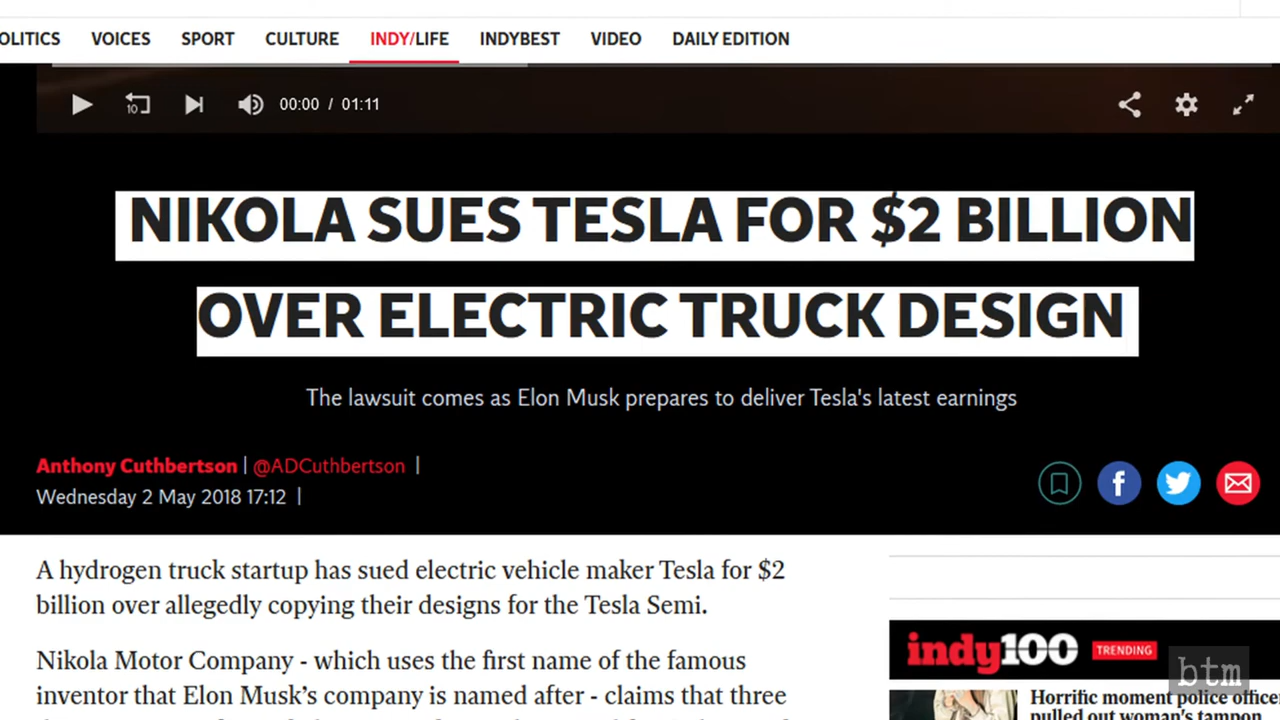 OLITICS VOICES SPORT CULTURE INDY/LIFE INDYBEST VIDEO DAILY EDITION
10 00:00 / 01:11
NIKOLA SUES TESLA FOR $2 BILLION
OVER ELECTRIC TRUCK DESIGN
The lawsuit comes as Elon Musk prepares to deliver Tesla's latest earnings
Anthony Cuthbertson | @ADCuthbertson |
Wednesday 2 May 2018 17:12 |
A hydrogen truck startup has sued electric vehicle maker Tesla for $2
billion over allegedly copying their designs for the Tesla Semi.
Nikola Motor Company - which uses the first name of the famous
inventor that Elon Musk’s company is named after - claims that three
indy100 TRENDING
btm
Horrific moment police officer
pulled out woman's tampon